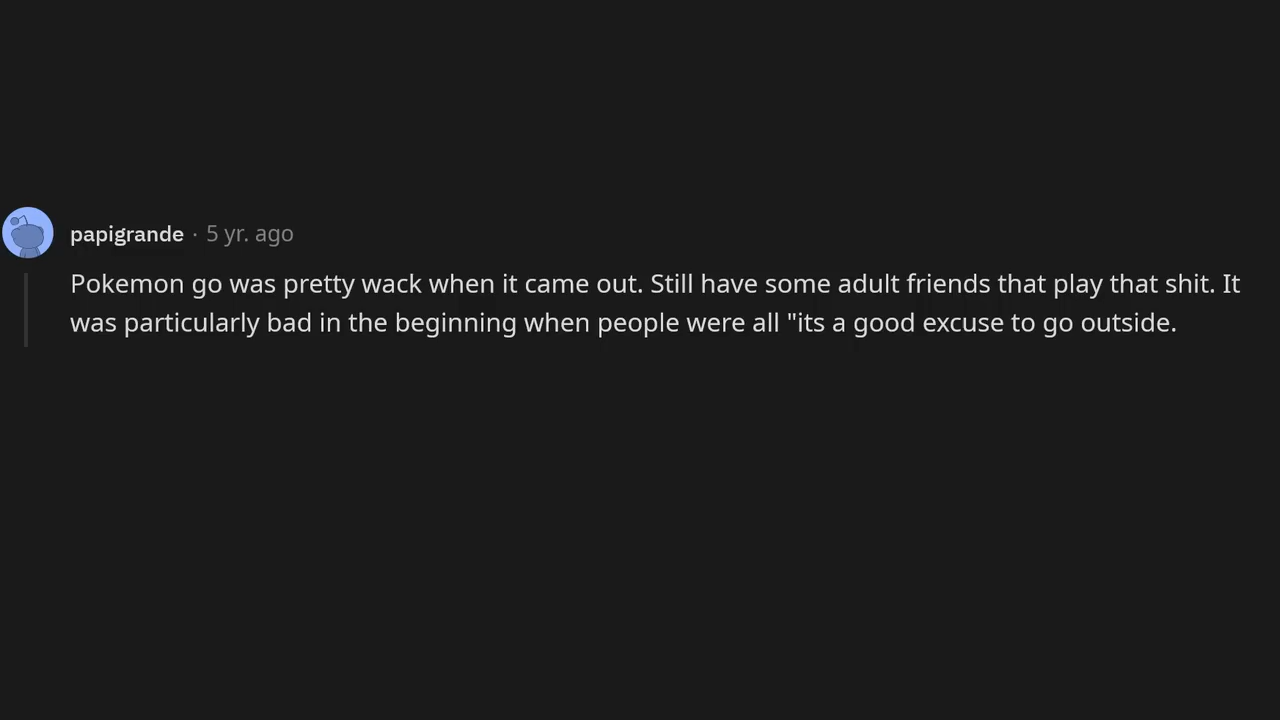 papigrande · 5 yr. ago
Pokemon go was pretty wack when it came out. Still have some adult friends that play that shit. It
was particularly bad in the beginning when people were all "its a good excuse to go outside.